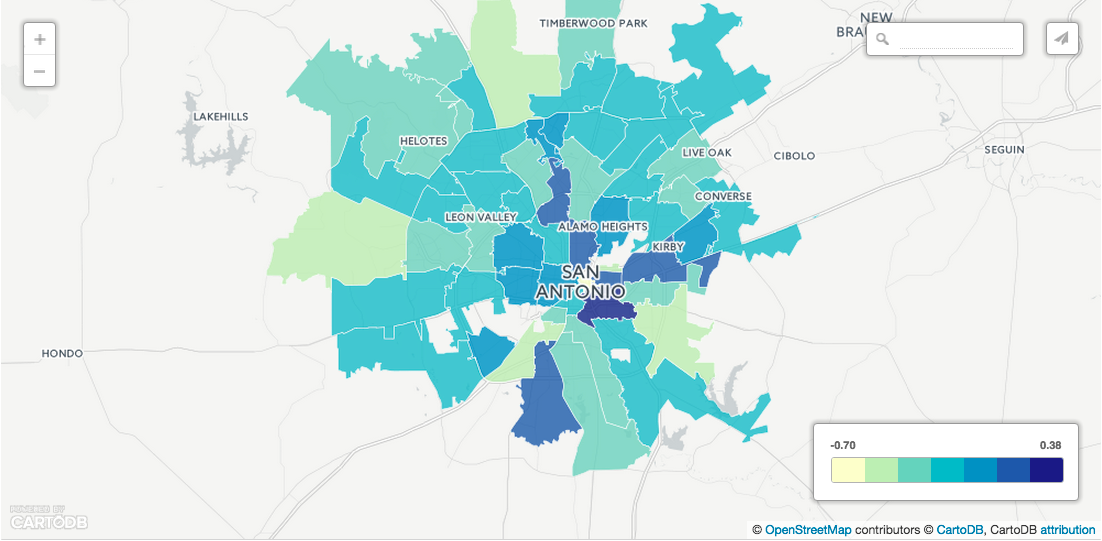 +
−
TIMBERWOOD PARK
NEW
BRAU
LAKEHILLS
HELOTES
LIVE OAK
CIBOLO
SEGUIN
CONVERSE
LEON VALLEY
ALAMO HEIGHTS
KIRBY
SAN
ANTONIO
HONDO
-0.70 0.38
POWERED BY
CARTODB
© OpenStreetMap contributors © CartoDB, CartoDB attribution